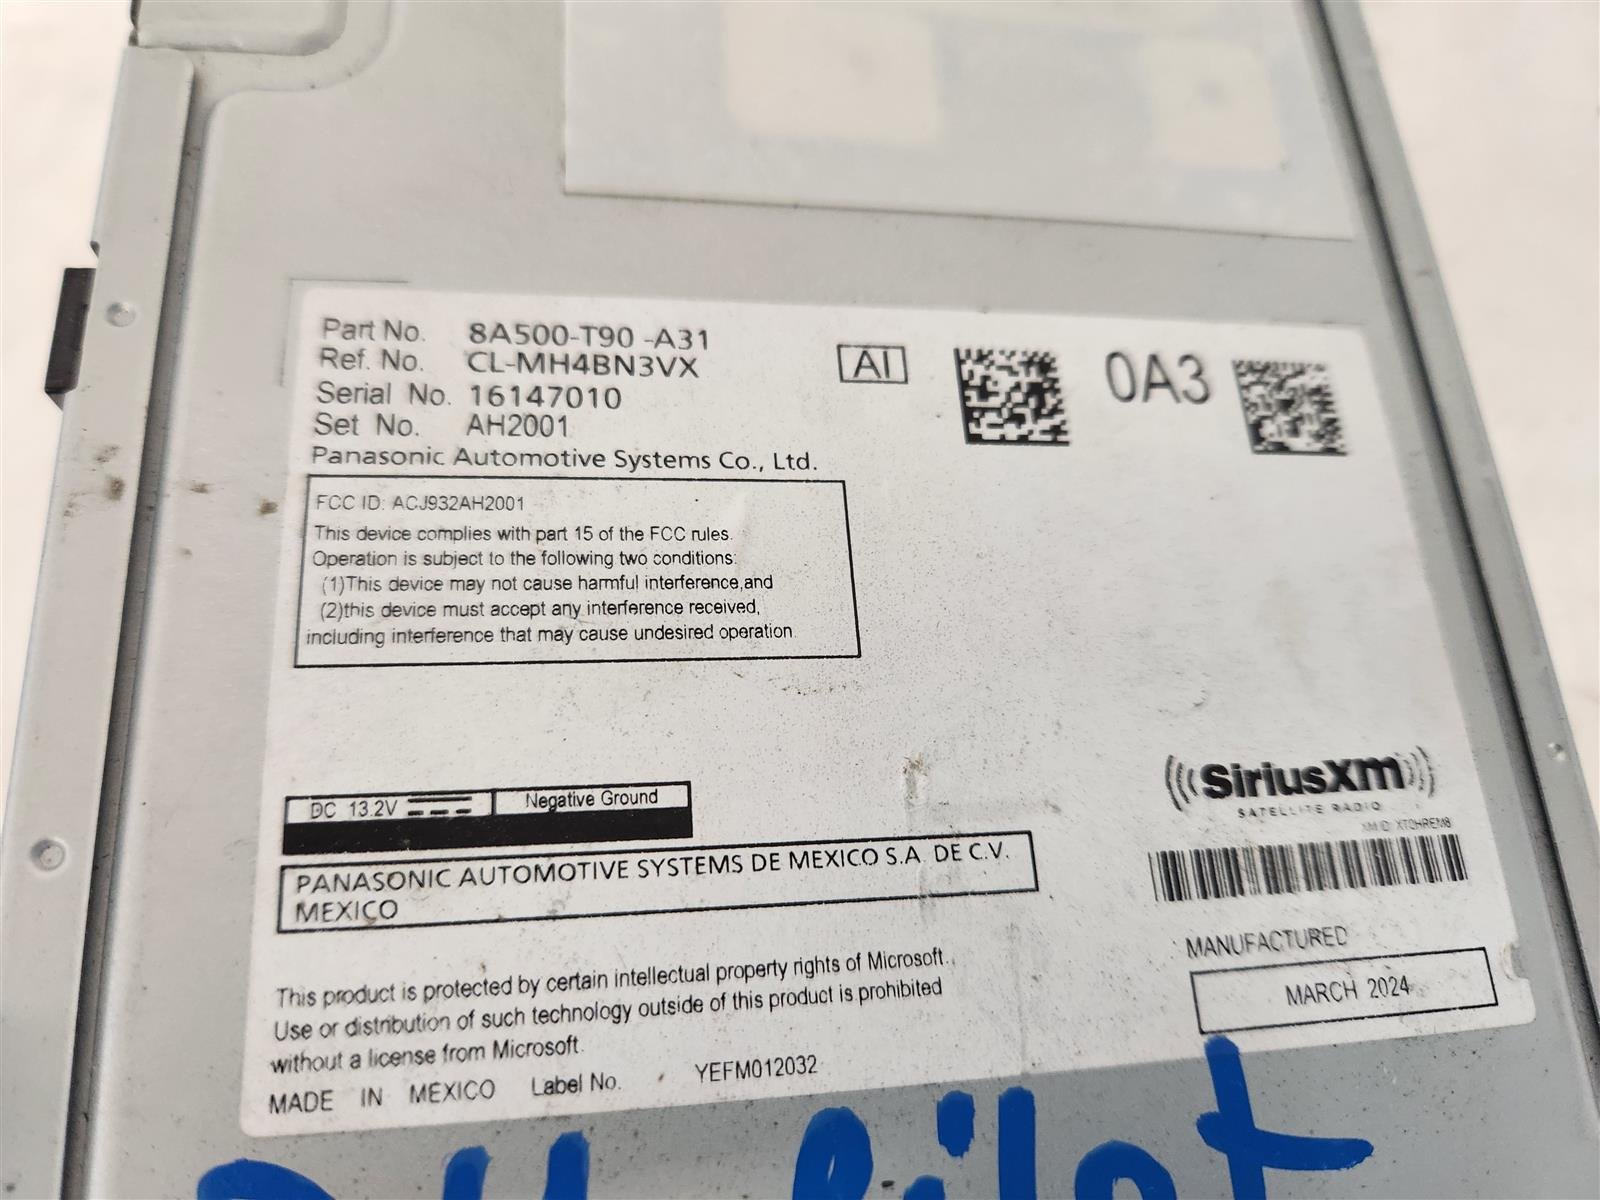 Part No. 8A500-T90 -A31
Ref. No. CL-MH4BN3VX
Serial No. 16147010
Set No. AH2001
Panasonic Automotive Systems Co., Ltd.
AI
0A3
FCC ID: ACJ932AH2001
This device complies with part 15 of the FCC rules.
Operation is subject to the following two conditions:
(1)This device may not cause harmful interference,and
(2)this device must accept any interference received,
including interference that may cause undesired operation.
DC 13.2V
Negative Ground
PANASONIC AUTOMOTIVE SYSTEMS DE MEXICO S.A. DE C.V.
MEXICO
SiriusXm
SATELLITE RADIO
XM ID: XT0HREM8
MANUFACTURED
MARCH 2024
This product is protected by certain intellectual property rights of Microsoft.
Use or distribution of such technology outside of this product is prohibited
without a license from Microsoft.
MADE IN MEXICO Label No. YEFM012032
Pilot